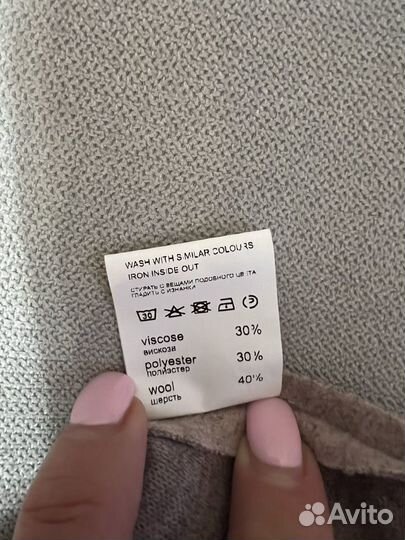 WASH WITH SIMILAR COLOURS
IRON INSIDE OUT
СТИРАТЬ С ВЕЩАМИ ПОДОБНОГО ЦВЕТА
ГЛАДИТЬ С ИЗНАНКИ
30
viscose 30%
вискоза
polyester 30%
полиэстер
wool 40%
шерсть
Avito